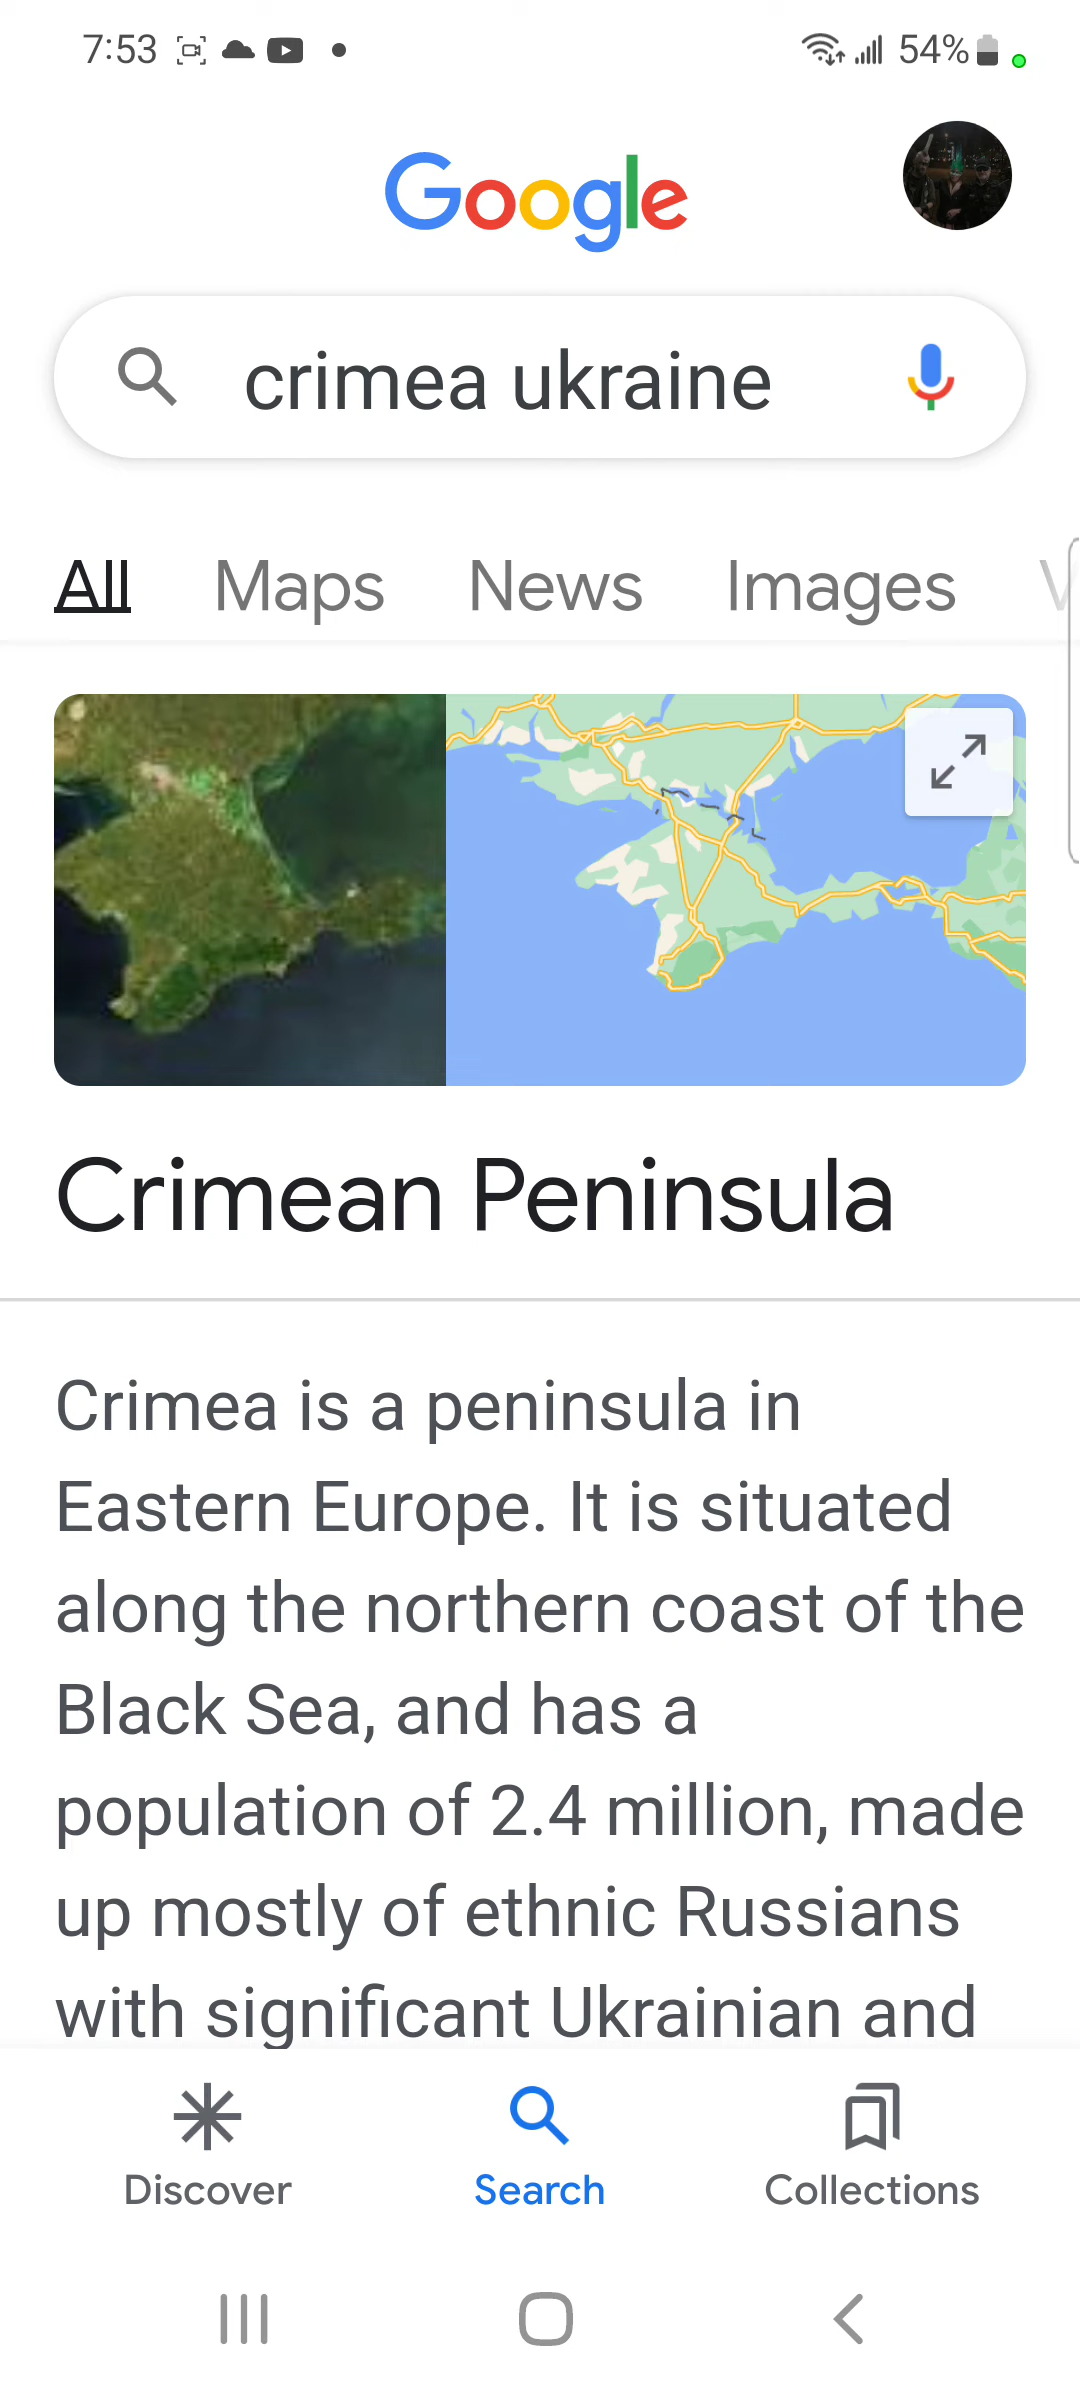 7:53 54%
Google
crimea ukraine
All Maps News Images
Crimean Peninsula
Crimea is a peninsula in
Eastern Europe. It is situated
along the northern coast of the
Black Sea, and has a
population of 2.4 million, made
up mostly of ethnic Russians
with significant Ukrainian and
Discover Search Collections